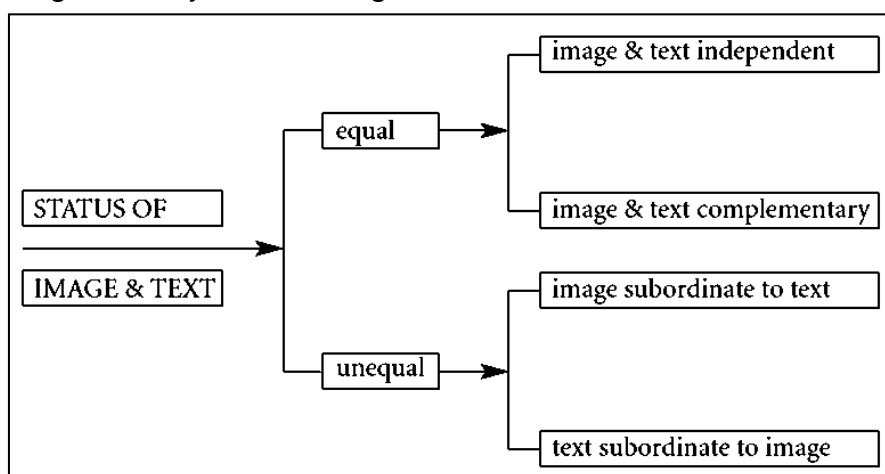 image & text independent
equal
image & text complementary
STATUS OF
IMAGE & TEXT
image subordinate to text
unequal
text subordinate to image